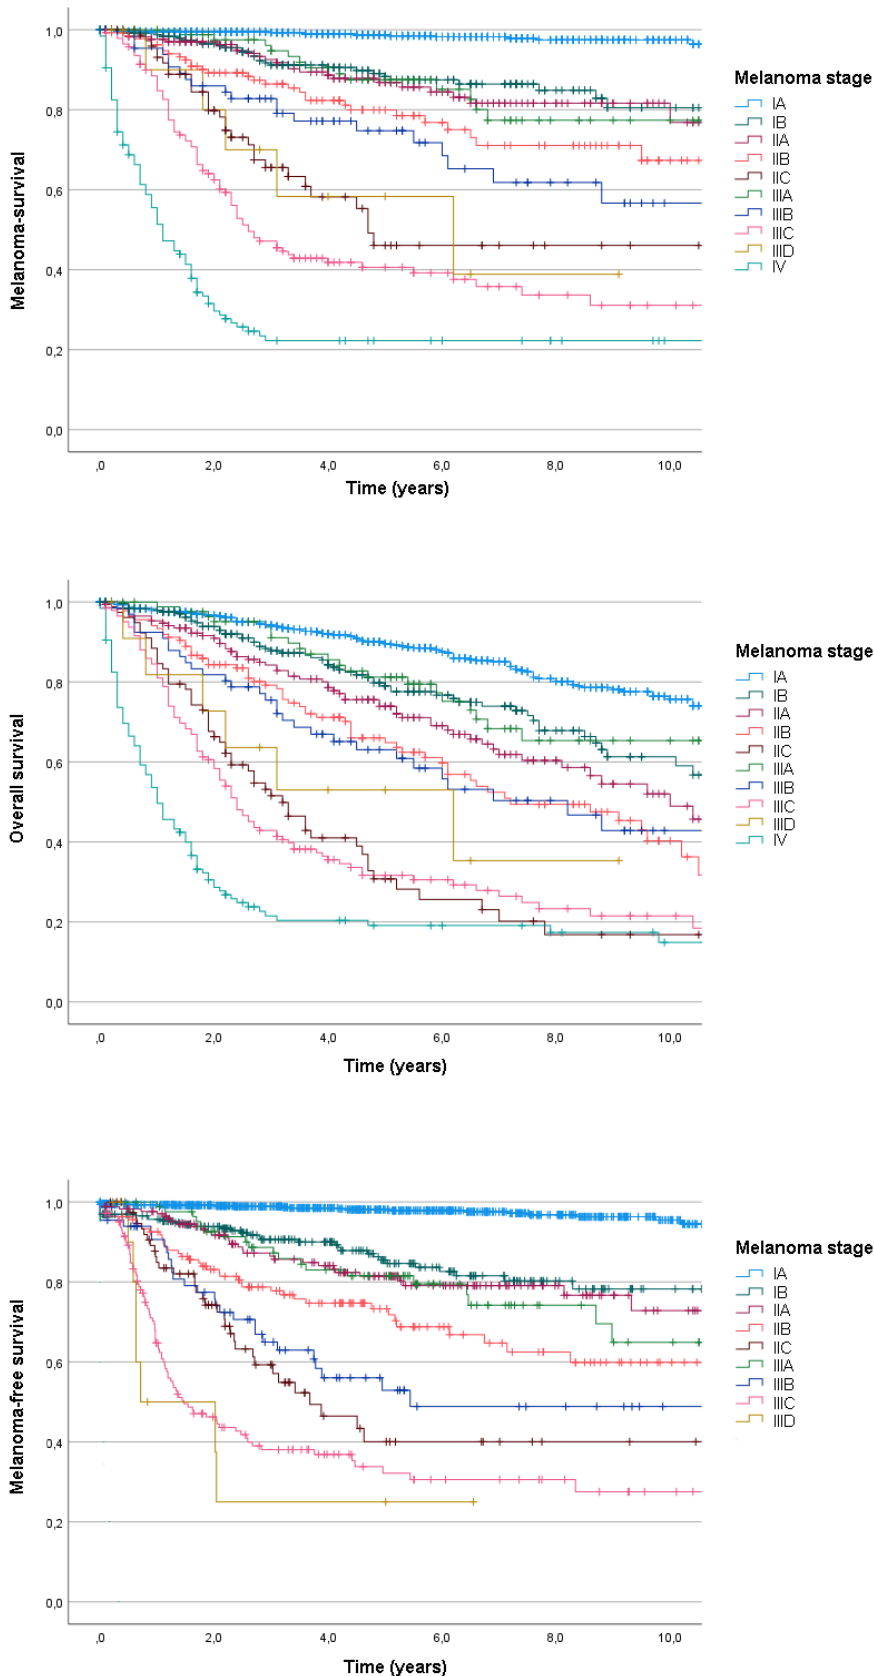 Melanoma-survival
1,0
0,8
0,6
0,4
0,2
0,0
,0 2,0 4,0 6,0 8,0 10,0
Time (years)
Melanoma stage
IA
IB
IIA
IIB
IIC
IIIA
IIIB
IIIC
IIID
IV
Overall survival
1,0
0,8
0,6
0,4
0,2
0,0
,0 2,0 4,0 6,0 8,0 10,0
Time (years)
Melanoma stage
IA
IB
IIA
IIB
IIC
IIIA
IIIB
IIIC
IIID
IV
Melanoma-free survival
1,0
0,8
0,6
0,4
0,2
0,0
,0 2,0 4,0 6,0 8,0 10,0
Time (years)
Melanoma stage
IA
IB
IIA
IIB
IIC
IIIA
IIIB
IIIC
IIID